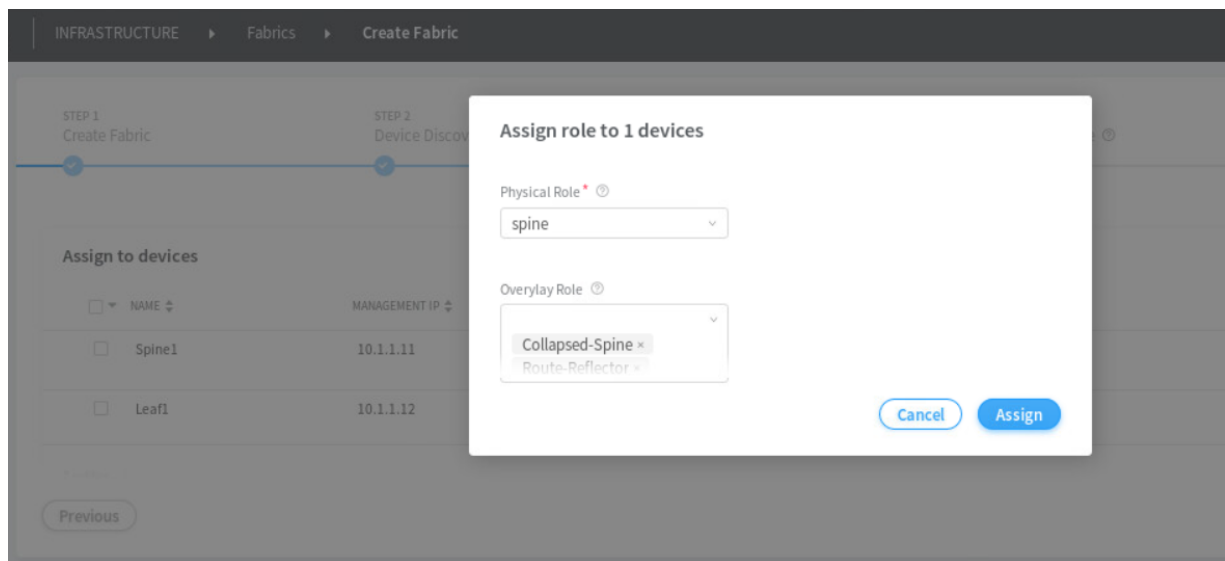 INFRASTRUCTURE ▸ Fabrics ▸ Create Fabric
STEP 1
Create Fabric
STEP 2
Device Discov
Assign to devices
NAME
MANAGEMENT IP
Spine1
10.1.1.11
Leaf1
10.1.1.12
Previous
Assign role to 1 devices
Physical Role*
spine
Overylay Role
Collapsed-Spine ×
Route-Reflector ×
Cancel
Assign